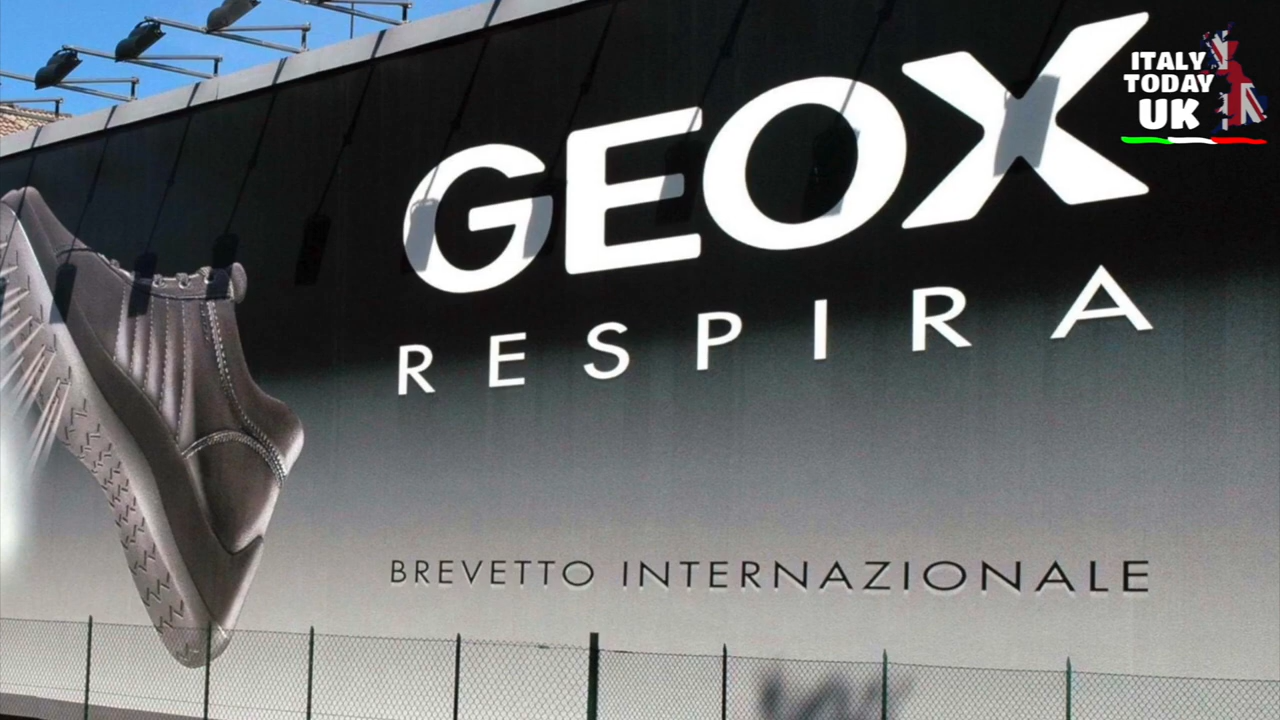 GEOX
RESPIRA
BREVETTO INTERNAZIONALE
ITALY
TODAY
UK